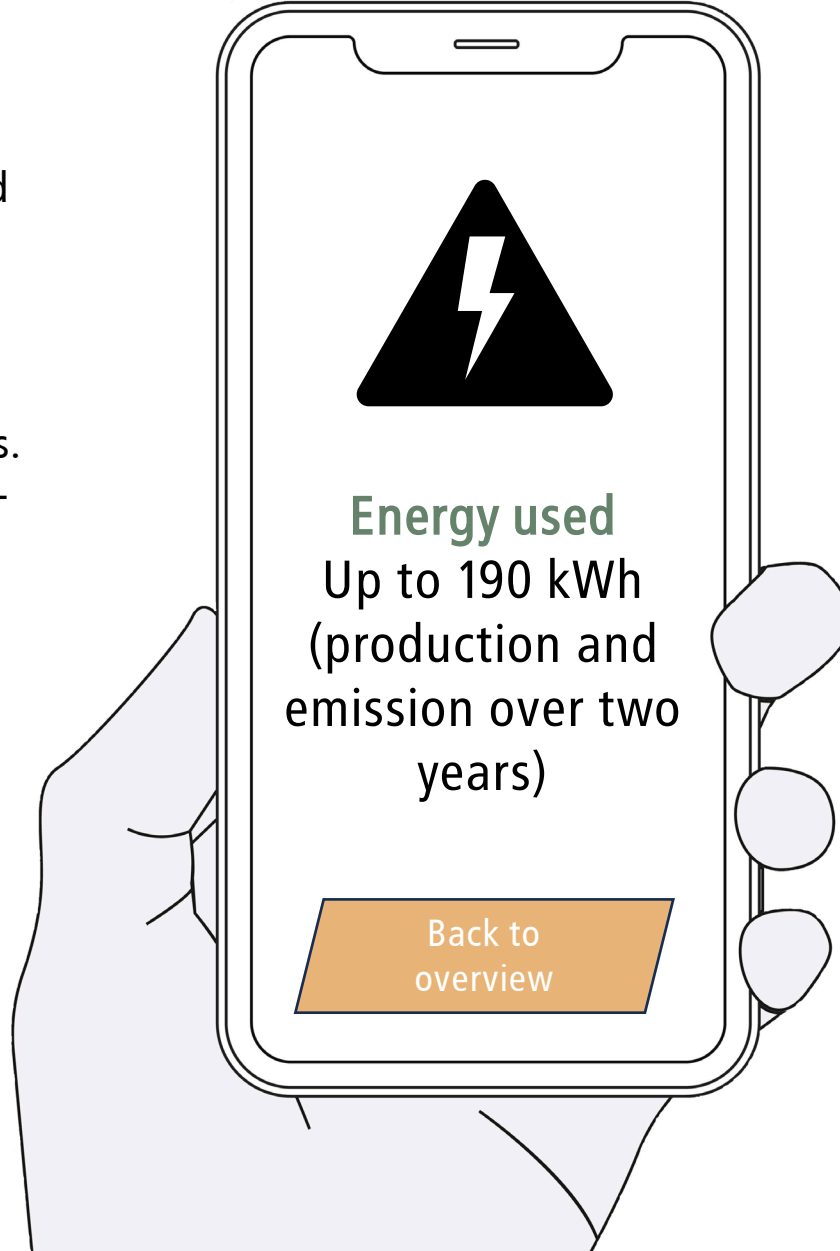 Energy used
Up to 190 kWh
(production and
emission over two
years)
Back to
overview